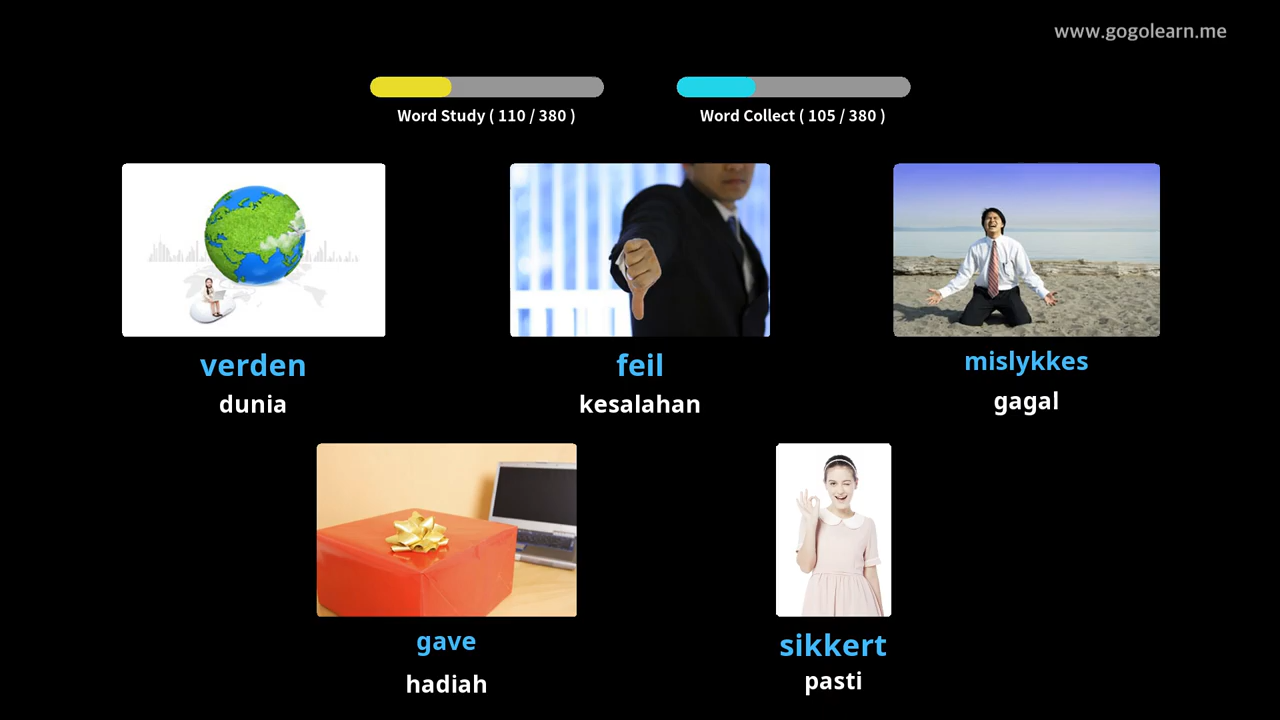 www.gogolearn.me
Word Study ( 110 / 380 )
Word Collect ( 105 / 380 )
verden
dunia
feil
kesalahan
mislykkes
gagal
gave
hadiah
sikkert
pasti